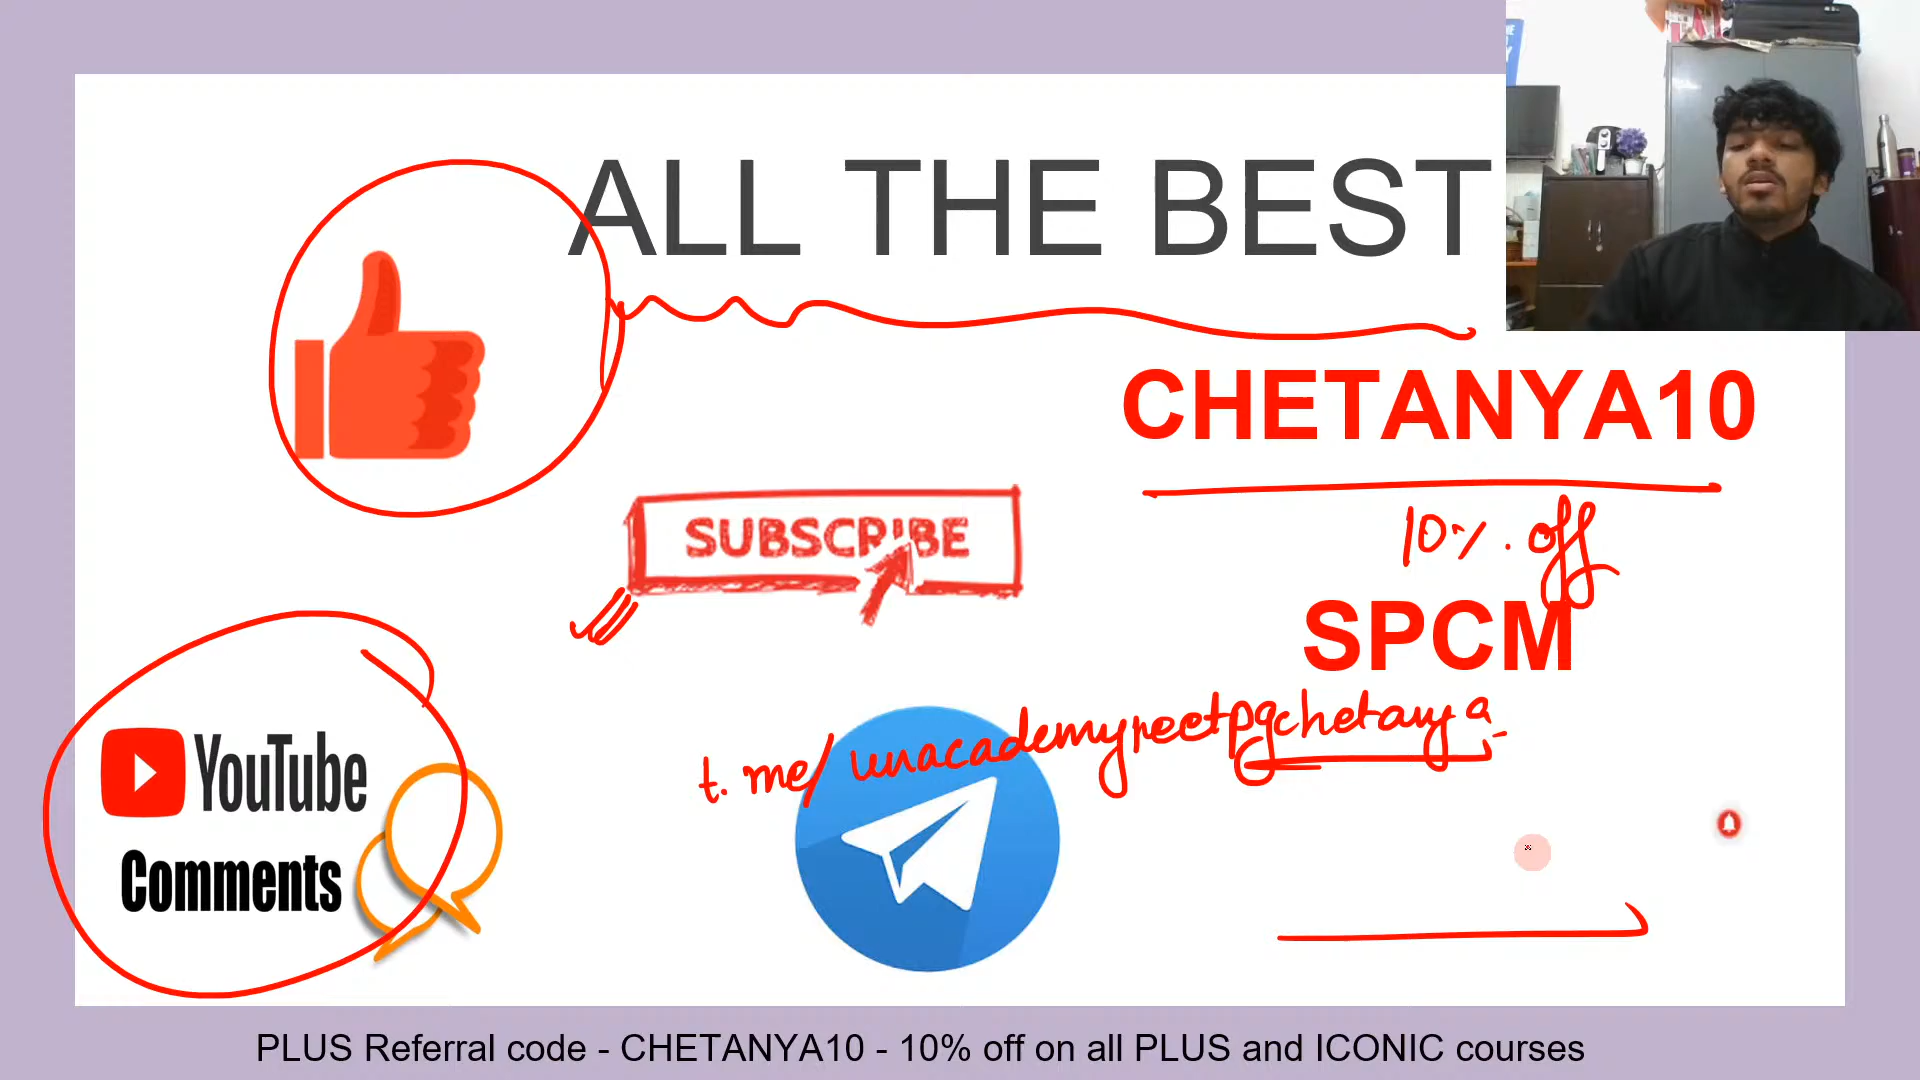 ALL THE BEST
CHETANYA10
10% off
SUBSCRIBE
SPCM
t.me/unacademyneetpgchetanya
YouTube
Comments
PLUS Referral code - CHETANYA10 - 10% off on all PLUS and ICONIC courses